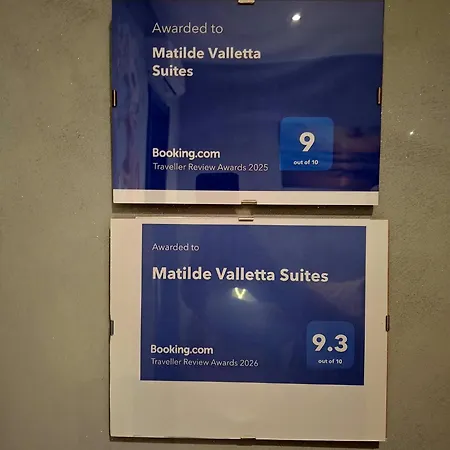 Awarded to
Matilde Valletta
Suites
9
out of 10
Booking.com
Traveller Review Awards 2025
Awarded to
Matilde Valletta Suites
9.3
out of 10
Booking.com
Traveller Review Awards 2026